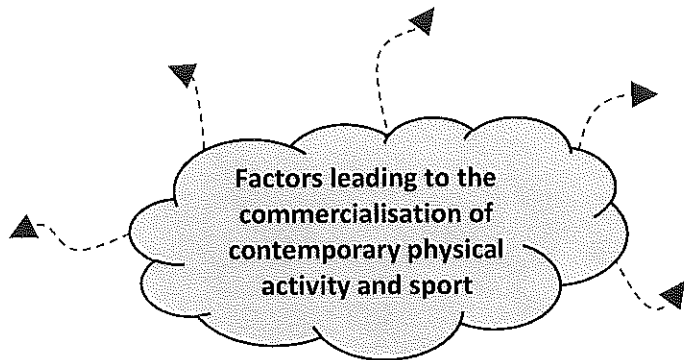 Factors leading to the
commercialisation of
contemporary physical
activity and sport